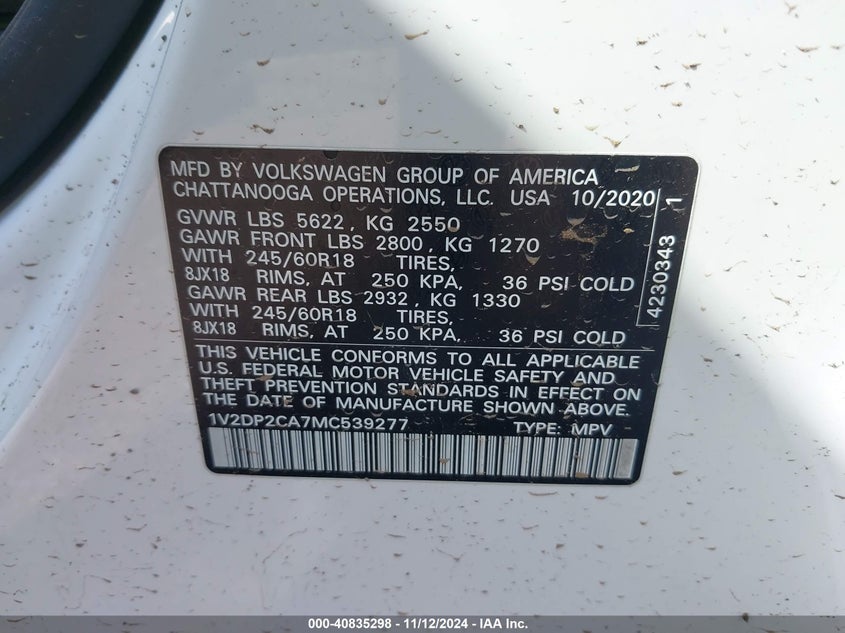 MFD BY VOLKSWAGEN GROUP OF AMERICA
CHATTANOOGA OPERATIONS, LLC. USA 10/2020
GVWR LBS 5622, KG 2550
GAWR FRONT LBS 2800, KG 1270
WITH 245/60R18 TIRES,
8JX18 RIMS, AT 250 KPA, 36 PSI COLD
GAWR REAR LBS 2932, KG 1330
WITH 245/60R18 TIRES,
8JX18 RIMS, AT 250 KPA, 36 PSI COLD
4230343 1
THIS VEHICLE CONFORMS TO ALL APPLICABLE
U.S. FEDERAL MOTOR VEHICLE SAFETY AND
THEFT PREVENTION STANDARDS IN EFFECT ON
THE DATE OF MANUFACTURE SHOWN ABOVE.
1V2DP2CA7MC539277 TYPE: MPV
000-40835298 - 11/12/2024 - IAA Inc.